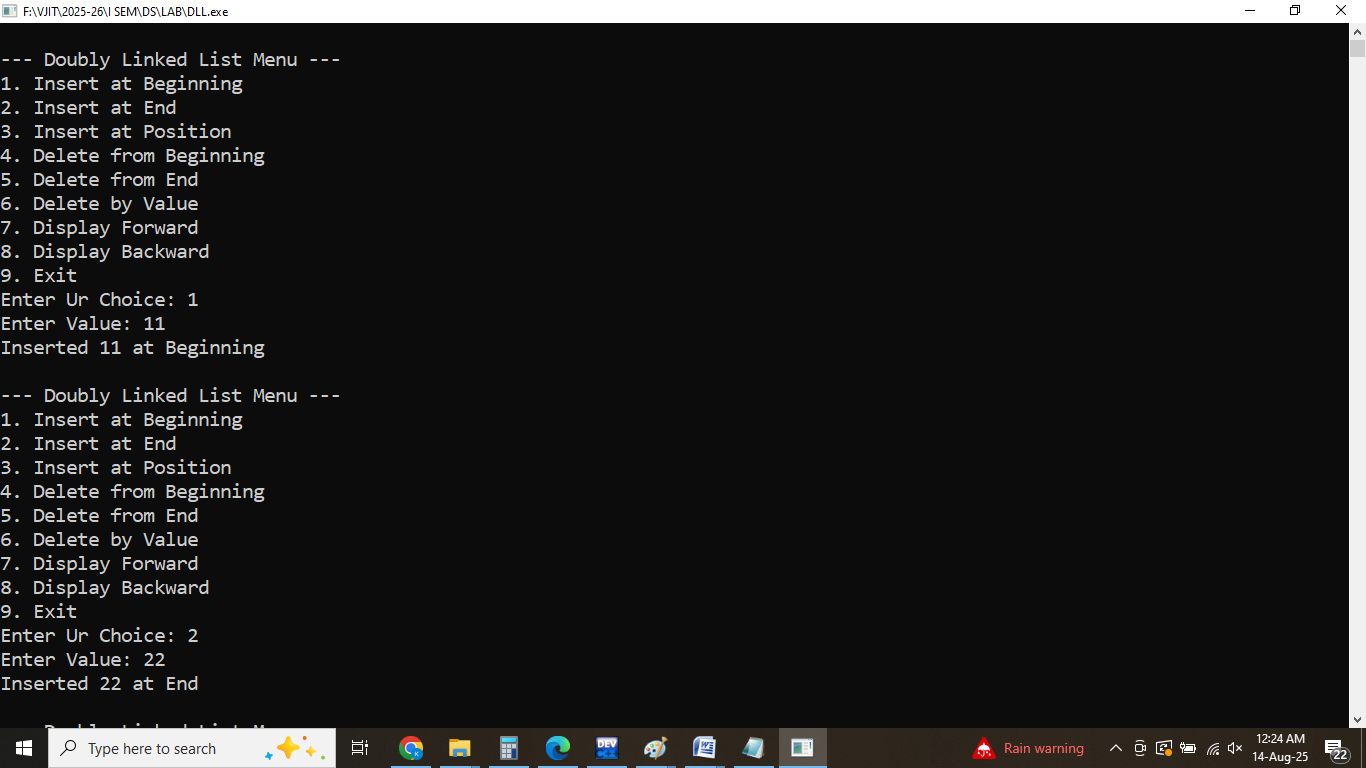 F:\VJIT\2025-26\I SEM\DS\LAB\DLL.exe
--- Doubly Linked List Menu ---
1. Insert at Beginning
2. Insert at End
3. Insert at Position
4. Delete from Beginning
5. Delete from End
6. Delete by Value
7. Display Forward
8. Display Backward
9. Exit
Enter Ur Choice: 1
Enter Value: 11
Inserted 11 at Beginning
--- Doubly Linked List Menu ---
1. Insert at Beginning
2. Insert at End
3. Insert at Position
4. Delete from Beginning
5. Delete from End
6. Delete by Value
7. Display Forward
8. Display Backward
9. Exit
Enter Ur Choice: 2
Enter Value: 22
Inserted 22 at End
Type here to search
DEV
Rain warning
12:24 AM
14-Aug-25
22